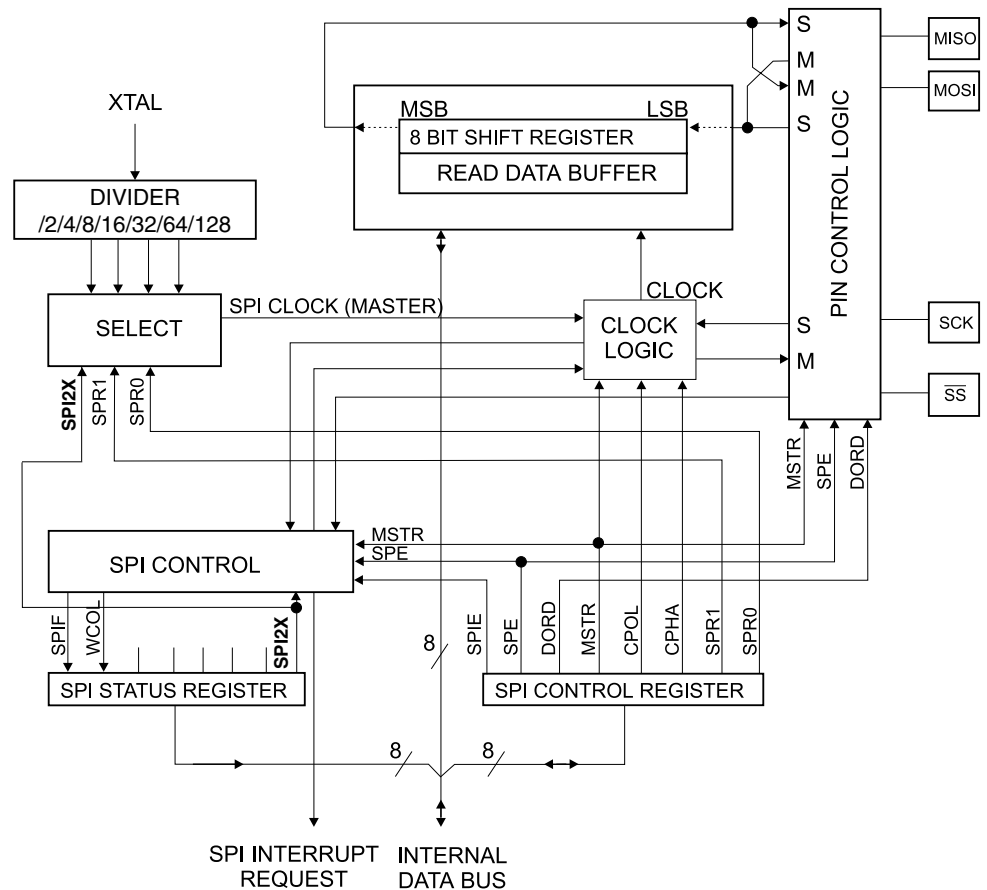 S
MISO
M
MOSI
M
S
PIN CONTROL LOGIC
XTAL
MSB
LSB
8 BIT SHIFT REGISTER
READ DATA BUFFER
DIVIDER
/2/4/8/16/32/64/128
SPI CLOCK (MASTER)
CLOCK
SELECT
CLOCK
LOGIC
S
M
SCK
SS
SPI2X
SPR1
SPR0
MSTR
SPE
DORD
MSTR
SPE
SPI CONTROL
SPIF
WCOL
SPI2X
8
SPIE
SPE
DORD
MSTR
CPOL
CPHA
SPR1
SPR0
SPI STATUS REGISTER
SPI CONTROL REGISTER
8
8
SPI INTERRUPT
REQUEST
INTERNAL
DATA BUS